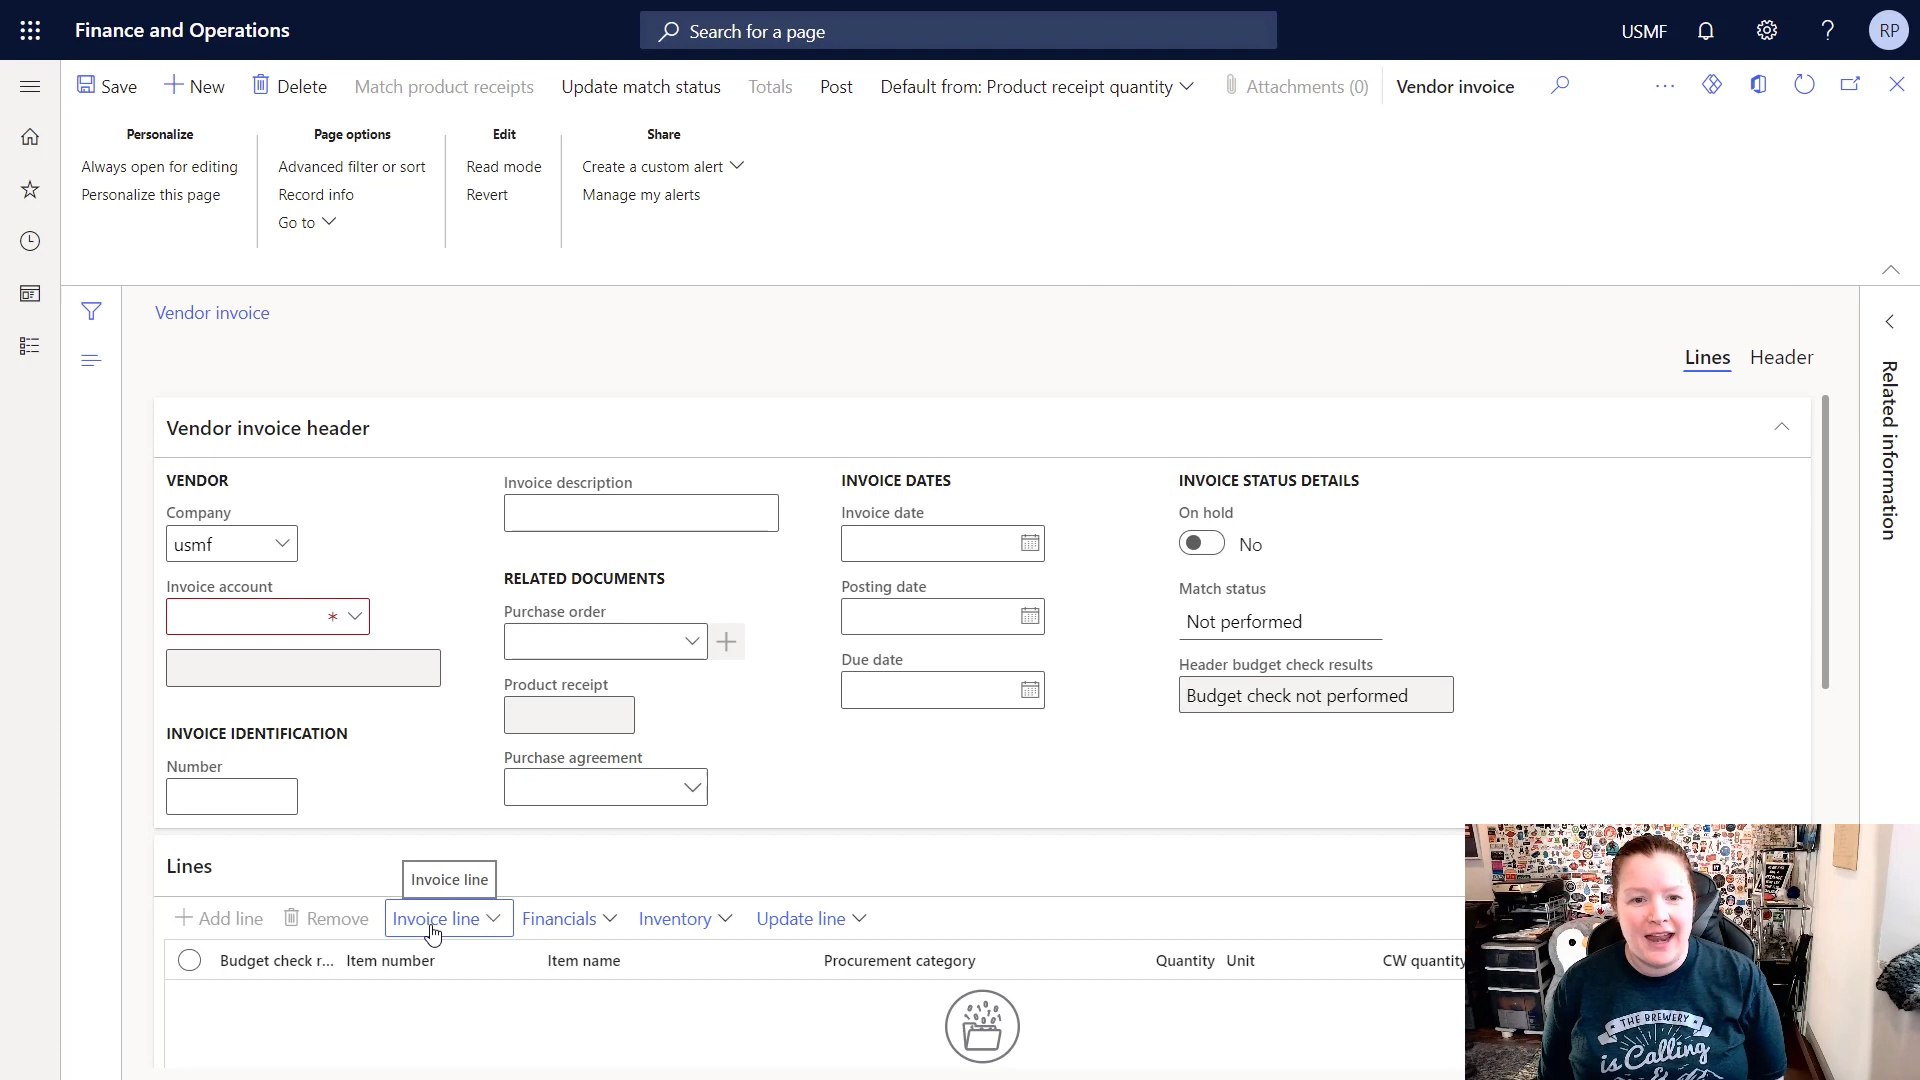 Finance and Operations
Search for a page
USMF
RP
Save
New
Delete
Match product receipts
Update match status
Totals
Post
Default from: Product receipt quantity
Attachments (0)
Vendor invoice
Personalize
Always open for editing
Personalize this page
Page options
Advanced filter or sort
Record info
Go to
Edit
Read mode
Revert
Share
Create a custom alert
Manage my alerts
Vendor invoice
Lines
Header
Related information
Vendor invoice header
VENDOR
Company
usmf
Invoice account
*
INVOICE IDENTIFICATION
Number
Invoice description
RELATED DOCUMENTS
Purchase order
Product receipt
Purchase agreement
INVOICE DATES
Invoice date
Posting date
Due date
INVOICE STATUS DETAILS
On hold
No
Match status
Not performed
Header budget check results
Budget check not performed
Lines
Invoice line
Add line
Remove
Invoice line
Financials
Inventory
Update line
Budget check r...
Item number
Item name
Procurement category
Quantity
Unit
CW quantity
THE BREWERY
is Calling
&